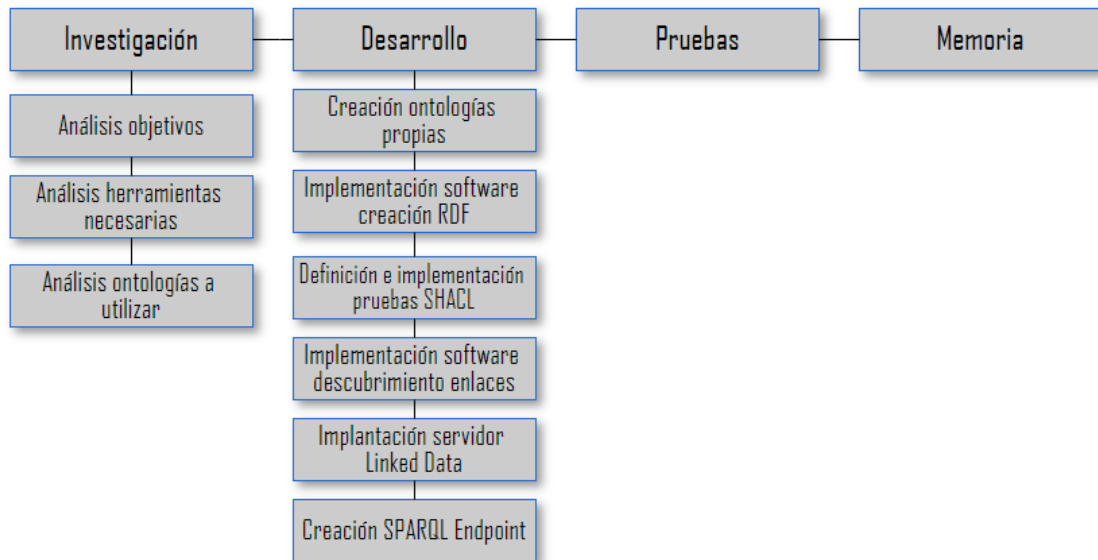 Investigación
Desarrollo
Pruebas
Memoria
Análisis objetivos
Análisis herramientas
necesarias
Análisis ontologías a
utilizar
Creación ontologías
propias
Implementación software
creación RDF
Definición e implementación
pruebas SHACL
Implementación software
descubrimiento enlaces
Implantación servidor
Linked Data
Creación SPARQL Endpoint